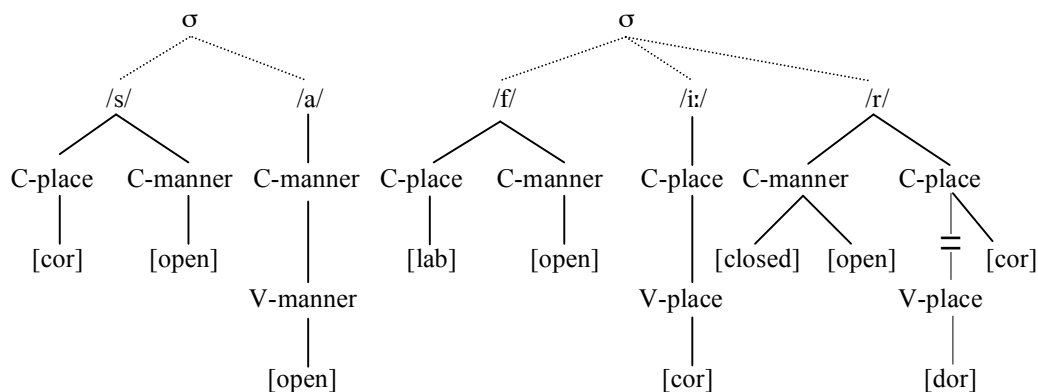 σ σ
/s/ /a/ /f/ /iː/ /r/
C-place C-manner C-manner C-place C-manner C-place C-manner C-place
[cor] [open] [lab] [open] [closed] [open] [cor]
V-manner V-place V-place
[open] [cor] [dor]